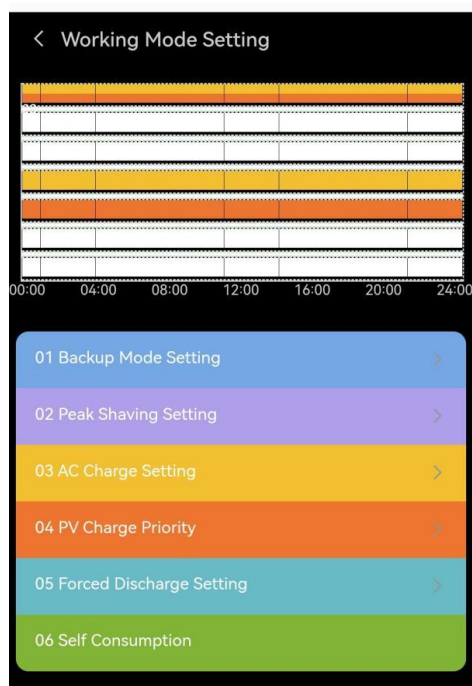 Working Mode Setting
00:00 04:00 08:00 12:00 16:00 20:00 24:00
01 Backup Mode Setting
02 Peak Shaving Setting
03 AC Charge Setting
04 PV Charge Priority
05 Forced Discharge Setting
06 Self Consumption